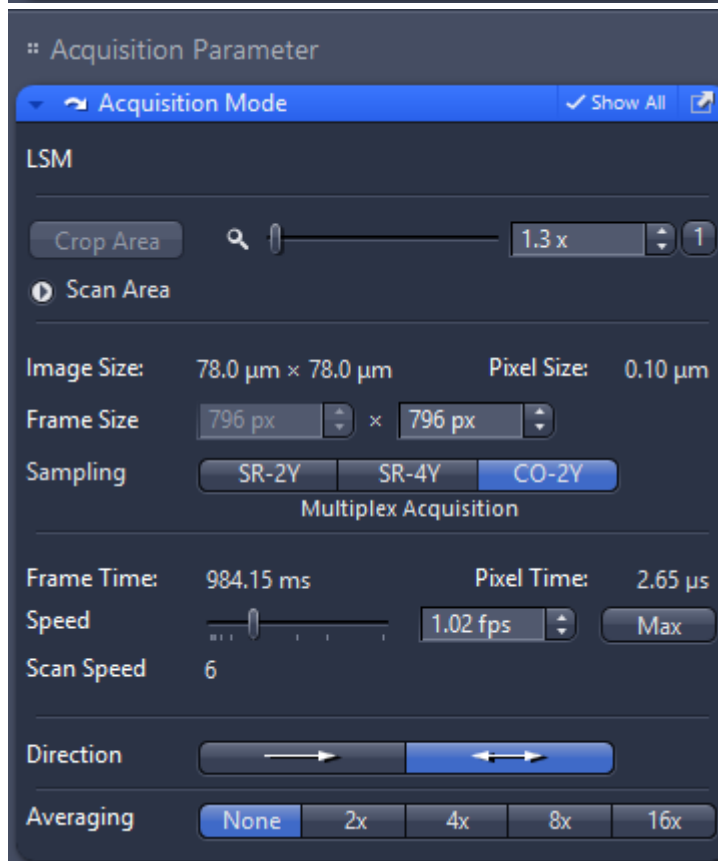 Acquisition Parameter
Acquisition Mode Show All
LSM
Crop Area 1.3 x 1
Scan Area
Image Size: 78.0 µm × 78.0 µm Pixel Size: 0.10 µm
Frame Size 796 px × 796 px
Sampling SR-2Y SR-4Y CO-2Y
Multiplex Acquisition
Frame Time: 984.15 ms Pixel Time: 2.65 µs
Speed 1.02 fps Max
Scan Speed 6
Direction
Averaging None 2x 4x 8x 16x